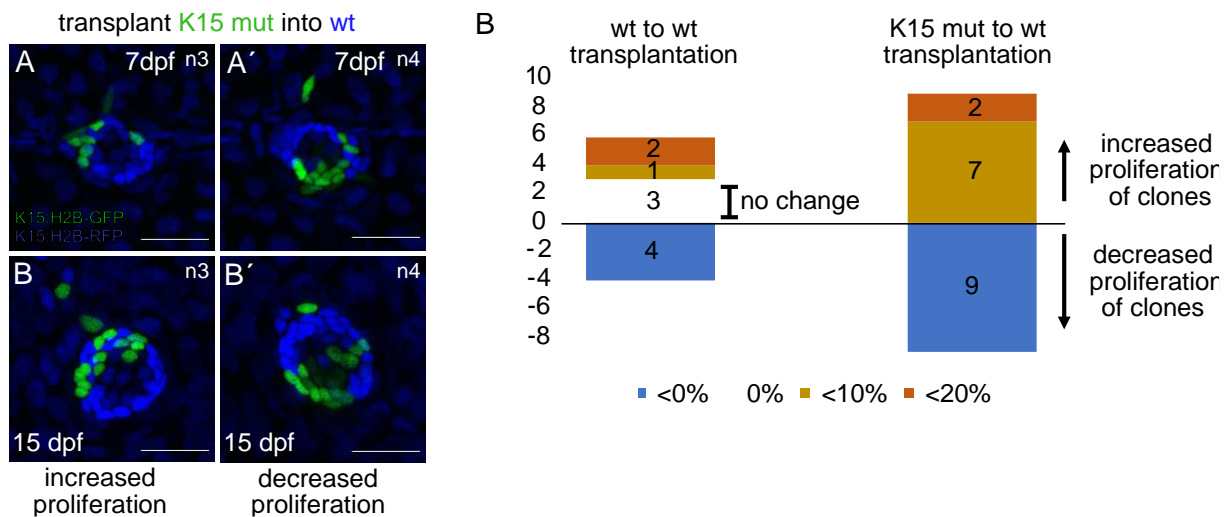 transplant K15 mut into wt
A
7dpf
n3
A´
7dpf
n4
K15:H2B-GFP
K15:H2B-RFP
B
n3
15 dpf
B´
n4
15 dpf
increased
proliferation
decreased
proliferation
B
wt to wt
transplantation
K15 mut to wt
transplantation
10
8
6
4
2
0
-2
-4
-6
-8
2
1
3
no change
4
2
7
9
increased
proliferation
of clones
decreased
proliferation
of clones
<0%
0%
<10%
<20%